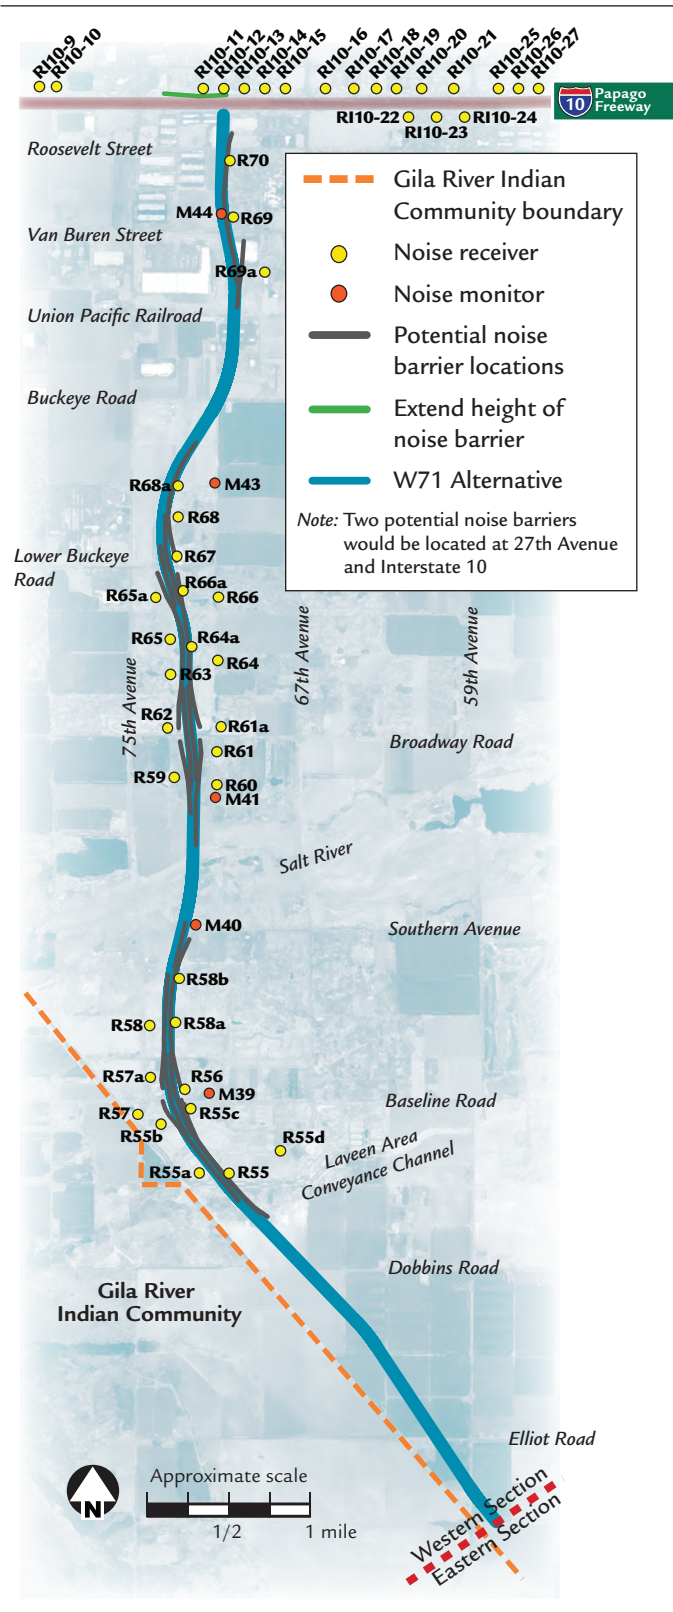 RI10-9
RI10-10
RI10-11
RI10-12
RI10-13
RI10-14
RI10-15
RI10-16
RI10-17
RI10-18
RI10-19
RI10-20
RI10-21
RI10-25
RI10-26
RI10-27
10
Papago
Freeway
RI10-22
RI10-23
RI10-24
Roosevelt Street
R70
M44
R69
Van Buren Street
R69a
Union Pacific Railroad
Buckeye Road
Gila River Indian
Community boundary
Noise receiver
Noise monitor
Potential noise
barrier locations
Extend height of
noise barrier
W71 Alternative
Note: Two potential noise barriers
would be located at 27th Avenue
and Interstate 10
R68a
M43
R68
Lower Buckeye
Road
R67
R66a
R65a
R66
R65
R64a
R64
R63
75th Avenue
67th Avenue
59th Avenue
R62
R61a
Broadway Road
R61
R59
R60
M41
Salt River
M40
Southern Avenue
R58b
R58
R58a
R57a
R56
M39
Baseline Road
R57
R55c
R55b
R55d
Laveen Area
Conveyance Channel
R55a
R55
Dobbins Road
Gila River
Indian Community
Elliot Road
N
Approximate scale
1/2
1 mile
Western Section
Eastern Section